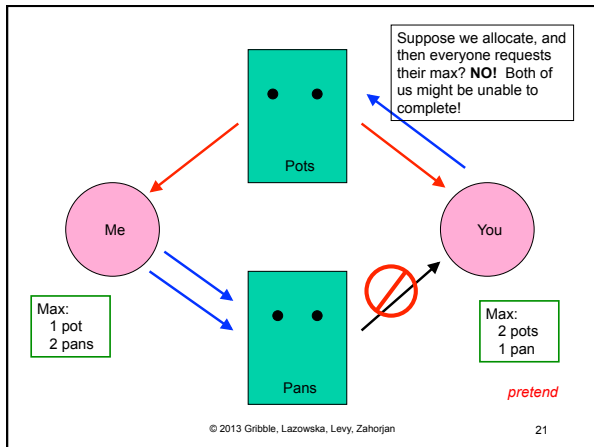 Suppose we allocate, and
then everyone requests
their max? NO! Both of
us might be unable to
complete!
Pots
Me
You
Max:
1 pot
2 pans
Pans
Max:
2 pots
1 pan
pretend
© 2013 Gribble, Lazowska, Levy, Zahorjan
21